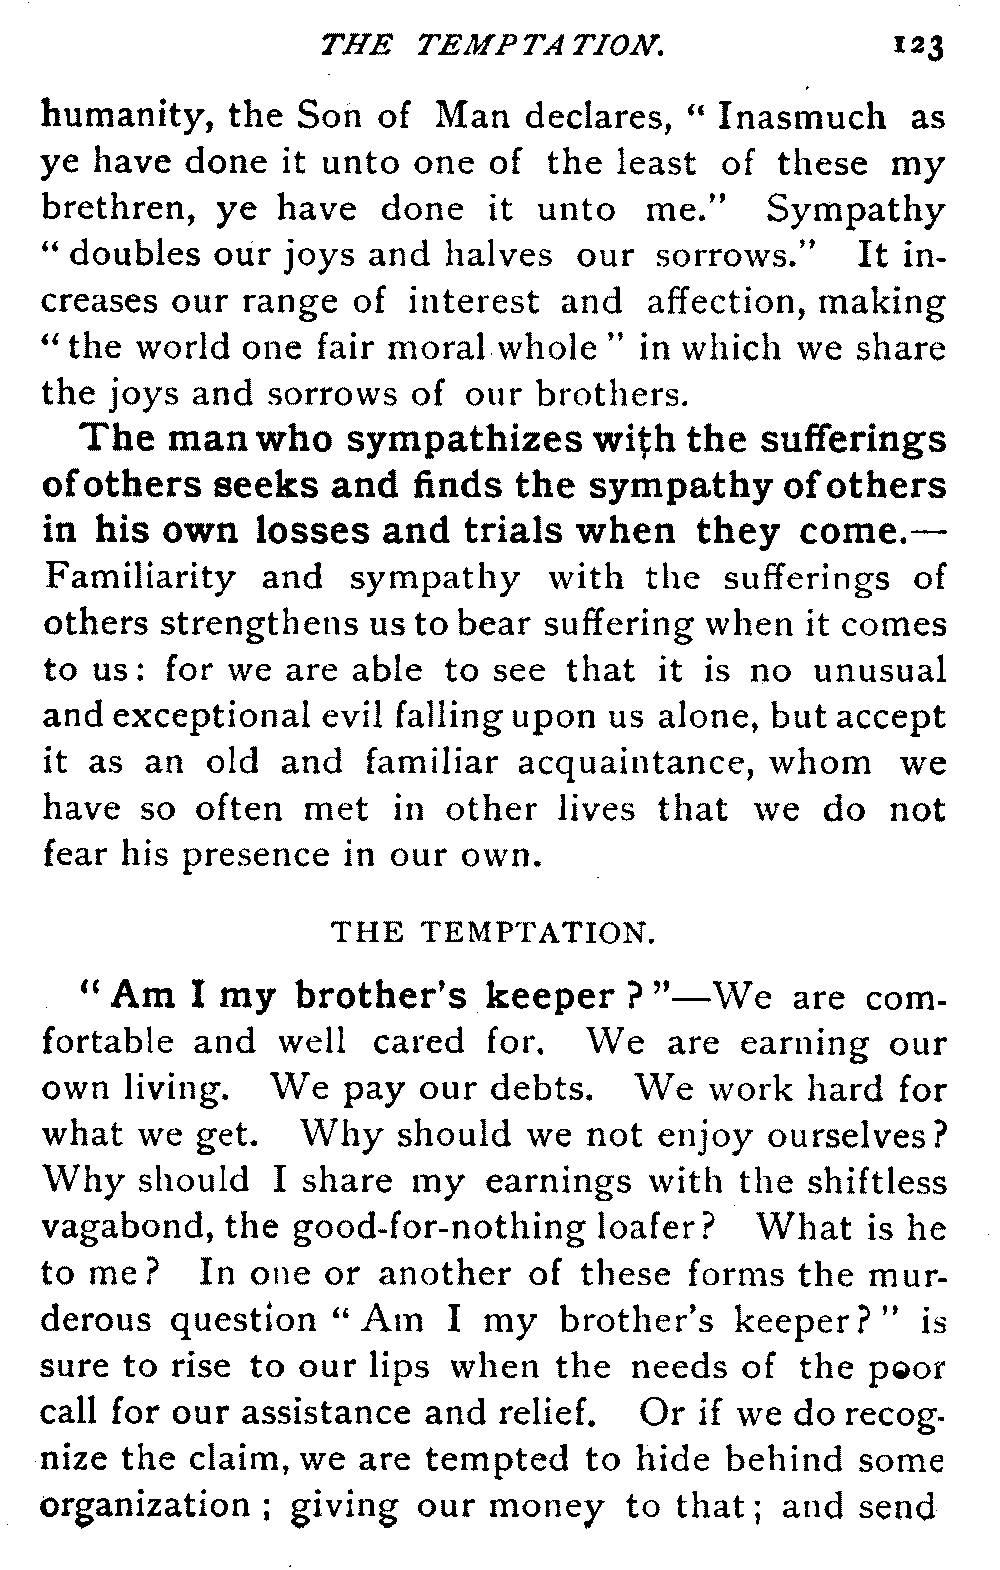 THE TEMPTATION. 123
humanity, the Son of Man declares, “ Inasmuch as
ye have done it unto one of the least of these my
brethren, ye have done it unto me.” Sympathy
“ doubles our joys and halves our sorrows.” It in-
creases our range of interest and affection, making
“ the world one fair moral whole ” in which we share
the joys and sorrows of our brothers.
The man who sympathizes with the sufferings
of others seeks and finds the sympathy of others
in his own losses and trials when they come.—
Familiarity and sympathy with the sufferings of
others strengthens us to bear suffering when it comes
to us: for we are able to see that it is no unusual
and exceptional evil falling upon us alone, but accept
it as an old and familiar acquaintance, whom we
have so often met in other lives that we do not
fear his presence in our own.
THE TEMPTATION.
“ Am I my brother's keeper ? ”—We are com-
fortable and well cared for. We are earning our
own living. We pay our debts. We work hard for
what we get. Why should we not enjoy ourselves?
Why should I share my earnings with the shiftless
vagabond, the good-for-nothing loafer? What is he
to me? In one or another of these forms the mur-
derous question “ Am I my brother's keeper? ” is
sure to rise to our lips when the needs of the poor
call for our assistance and relief. Or if we do recog-
nize the claim, we are tempted to hide behind some
organization ; giving our money to that; and send